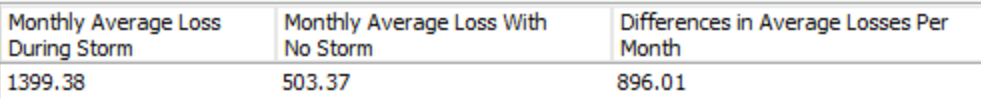 Monthly Average Loss During Storm
Monthly Average Loss With No Storm
Differences in Average Losses Per Month
1399.38
503.37
896.01